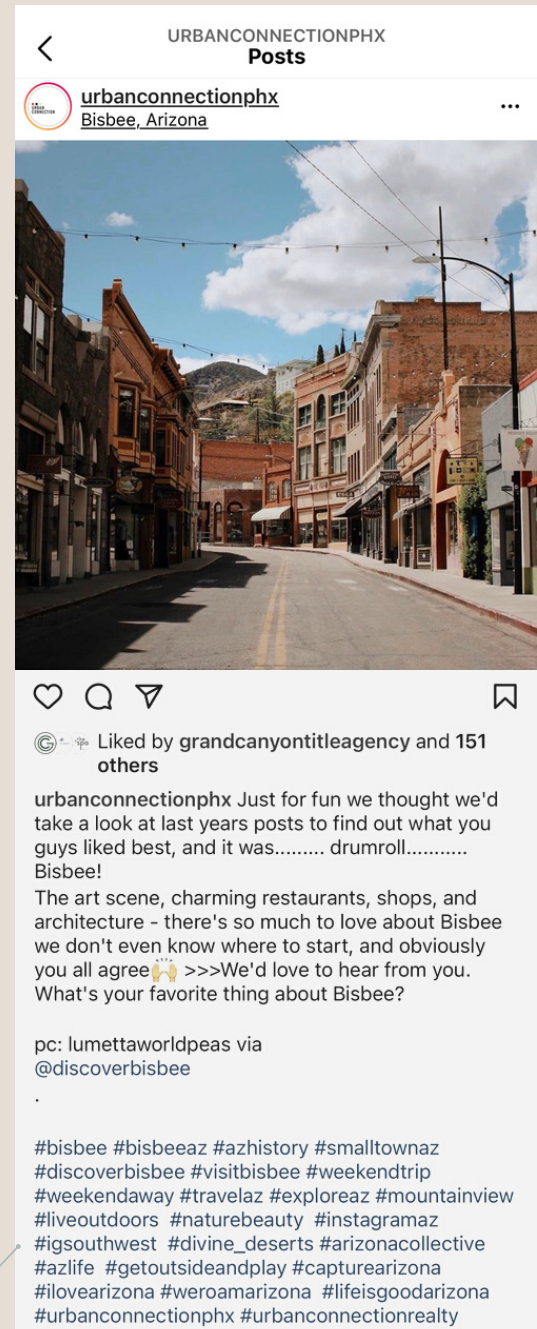 URBANCONNECTIONPHX
Posts
urbanconnectionphx
Bisbee, Arizona
Liked by grandcanyontitleagency and 151
others
urbanconnectionphx Just for fun we thought we'd
take a look at last years posts to find out what you
guys liked best, and it was......... drumroll...........
Bisbee!
The art scene, charming restaurants, shops, and
architecture - there's so much to love about Bisbee
we don't even know where to start, and obviously
you all agree🙌 >>>We'd love to hear from you.
What's your favorite thing about Bisbee?
pc: lumettaworldpeas via
@discoverbisbee
.
#bisbee #bisbeeaz #azhistory #smalltownaz
#discoverbisbee #visitbisbee #weekendtrip
#weekendaway #travelaz #exploreaz #mountainview
#liveoutdoors #naturebeauty #instagramaz
#igsouthwest #divine_deserts #arizonacollective
#azlife #getoutsideandplay #capturearizona
#ilovearizona #weroamarizona #lifeisgoodarizona
#urbanconnectionphx #urbanconnectionrealty